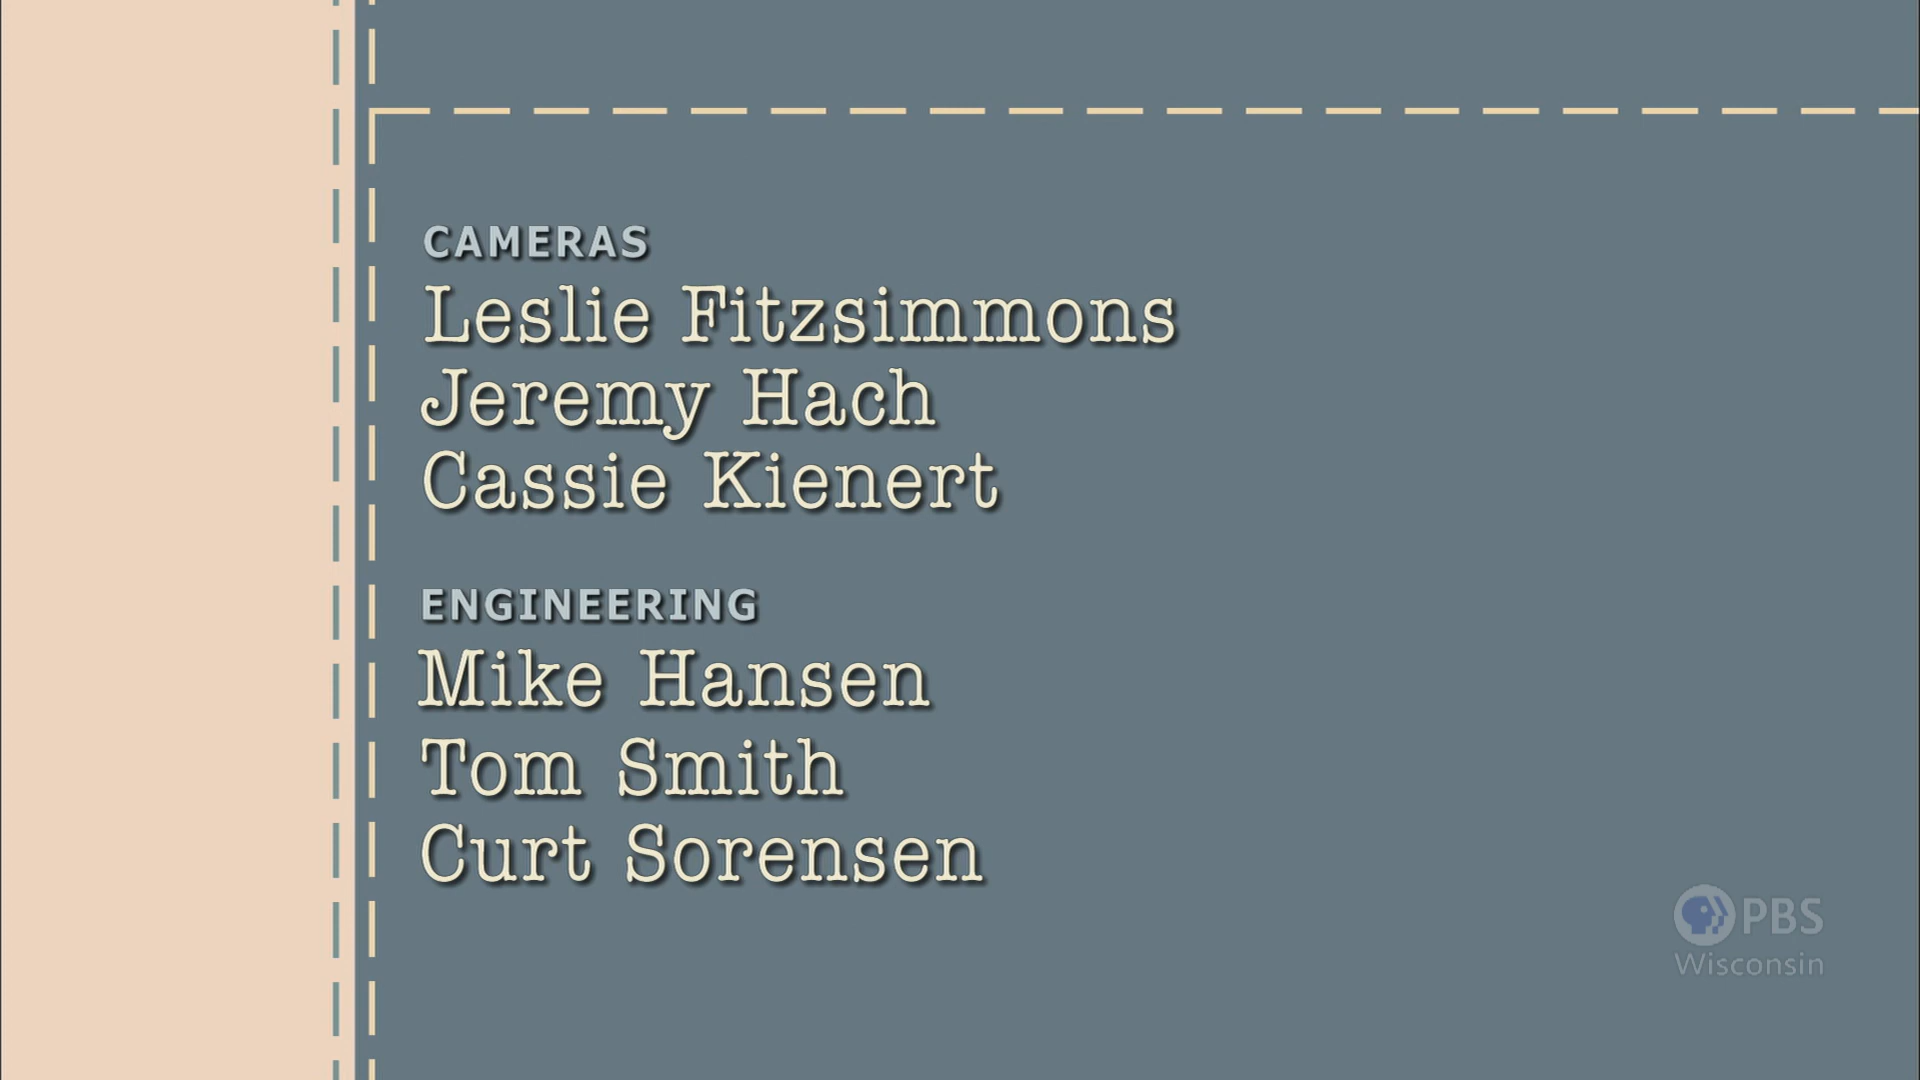 CAMERAS
Leslie Fitzsimmons
Jeremy Hach
Cassie Kienert
ENGINEERING
Mike Hansen
Tom Smith
Curt Sorensen
PBS
Wisconsin